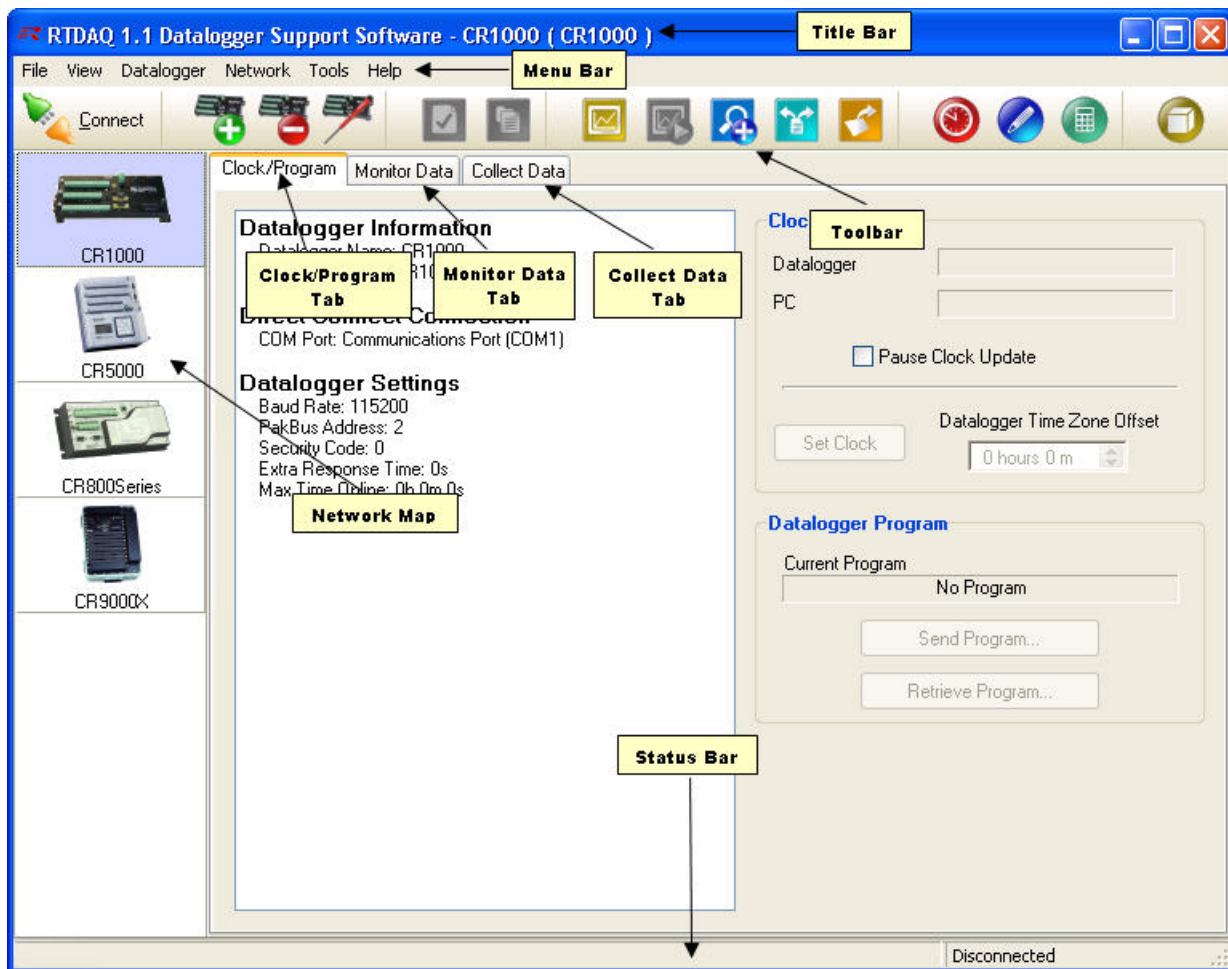 RTDAQ 1.1 Datalogger Support Software - CR1000 ( CR1000 )
Title Bar
File View Datalogger Network Tools Help
Menu Bar
Connect
Clock/Program Monitor Data Collect Data
CR1000
CR5000
CR800Series
CR9000X
Datalogger Information
Datalogger Name: CR1000
Clock/Program
Tab
Monitor Data
Tab
Collect Data
Tab
Toolbar
COM Port: Communications Port (COM1)
Datalogger Settings
Baud Rate: 115200
PakBus Address: 2
Security Code: 0
Extra Response Time: 0s
Max Time Online: 0h 0m 0s
Network Map
Datalogger
PC
Pause Clock Update
Set Clock
Datalogger Time Zone Offset
0 hours 0 m
Datalogger Program
Current Program
No Program
Send Program...
Retrieve Program...
Status Bar
Disconnected